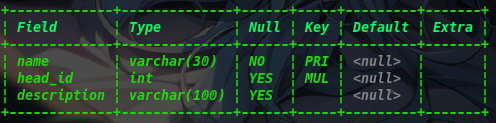 Field | Type | Null | Key | Default | Extra
name | varchar(30) | NO | PRI | <null> |
head_id | int | YES | MUL | <null> |
description | varchar(100) | YES | | <null> |